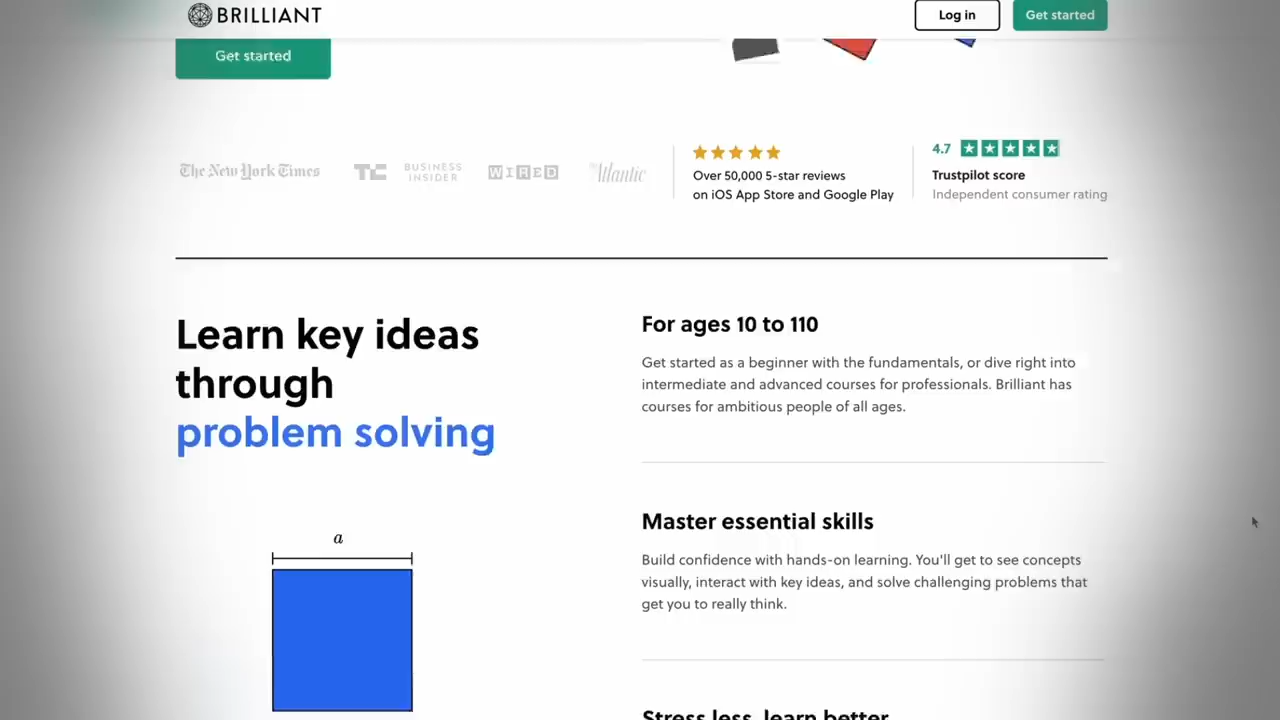 BRILLIANT
Log in
Get started
Get started
The New York Times
TC
BUSINESS
INSIDER
WIRED
The Atlantic
Over 50,000 5-star reviews
on iOS App Store and Google Play
4.7
Trustpilot score
Independent consumer rating
Learn key ideas
through
problem solving
a
For ages 10 to 110
Get started as a beginner with the fundamentals, or dive right into
intermediate and advanced courses for professionals. Brilliant has
courses for ambitious people of all ages.
Master essential skills
Build confidence with hands-on learning. You'll get to see concepts
visually, interact with key ideas, and solve challenging problems that
get you to really think.
Stress less, learn better